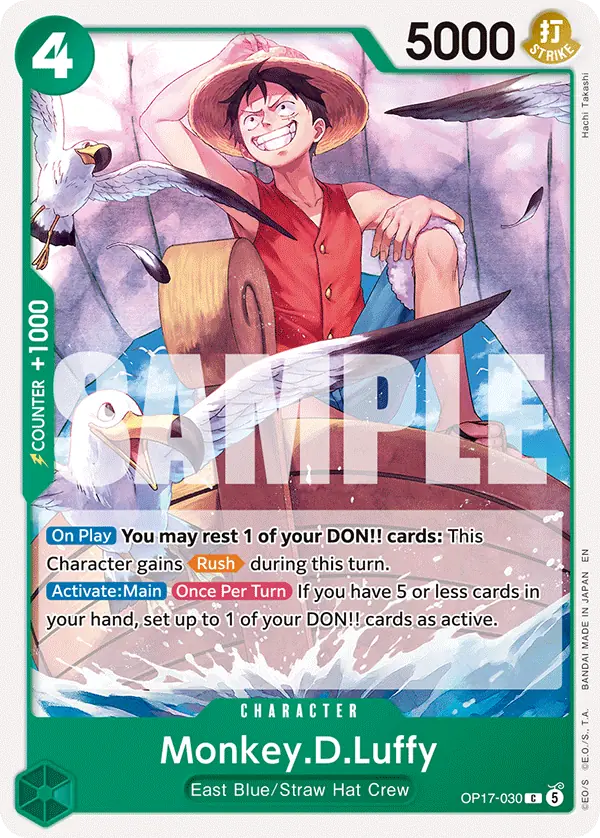 4
5000
打
STRIKE
Hachi Takashi
COUNTER +1000
SAMPLE
On Play You may rest 1 of your DON!! cards: This
Character gains Rush during this turn.
Activate:Main Once Per Turn If you have 5 or less cards in
your hand, set up to 1 of your DON!! cards as active.
CHARACTER
Monkey.D.Luffy
East Blue/Straw Hat Crew
OP17-030 C 5
©E.O/S ©E.O./S., T.A. BANDAI MADE IN JAPAN EN